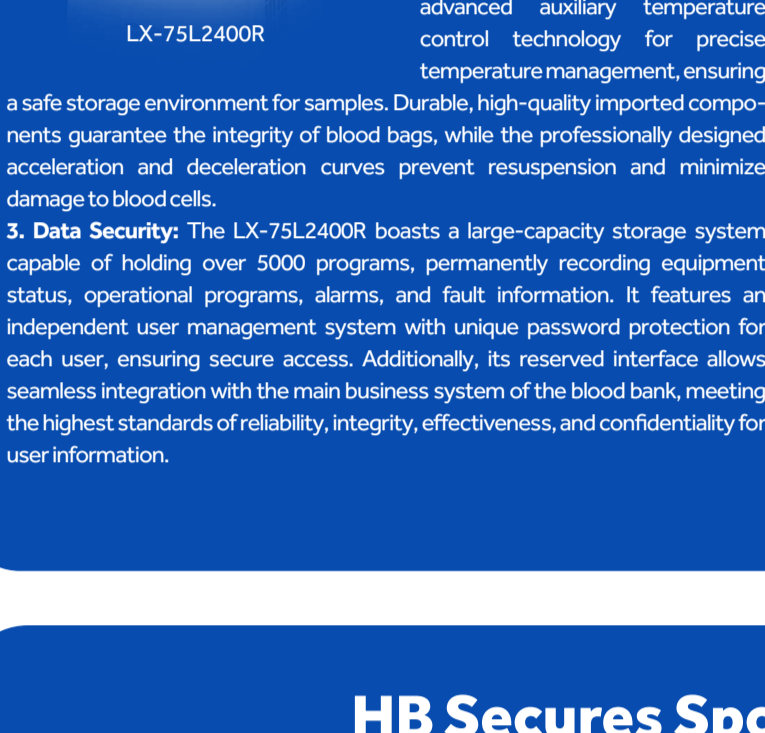 LX-75L2400R
advanced auxiliary temperature
control technology for precise
temperature management, ensuring
a safe storage environment for samples. Durable, high-quality imported compo-
nents guarantee the integrity of blood bags, while the professionally designed
acceleration and deceleration curves prevent resuspension and minimize
damage to blood cells.
3. Data Security: The LX-75L2400R boasts a large-capacity storage system
capable of holding over 5000 programs, permanently recording equipment
status, operational programs, alarms, and fault information. It features an
independent user management system with unique password protection for
each user, ensuring secure access. Additionally, its reserved interface allows
seamless integration with the main business system of the blood bank, meeting
the highest standards of reliability, integrity, effectiveness, and confidentiality for
user information.
HB Secures